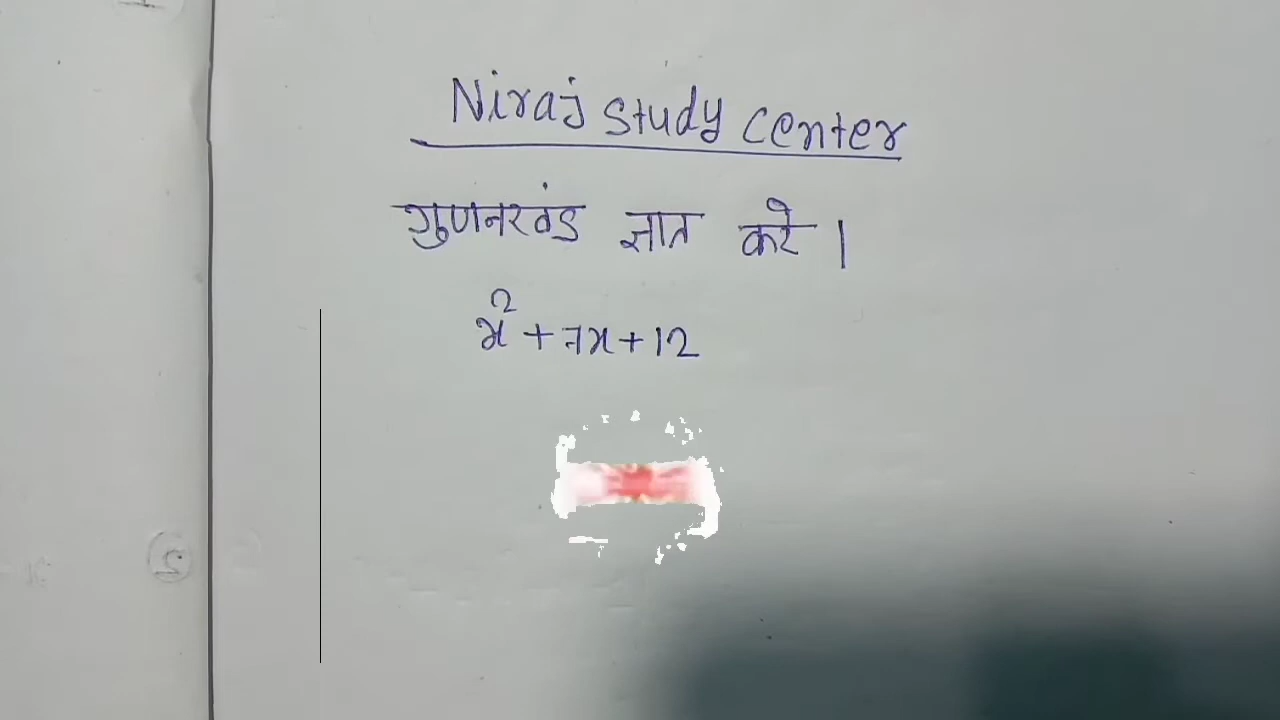 Niraj Study Center
गुणनखंड ज्ञात करे ।
x² + 7x + 12